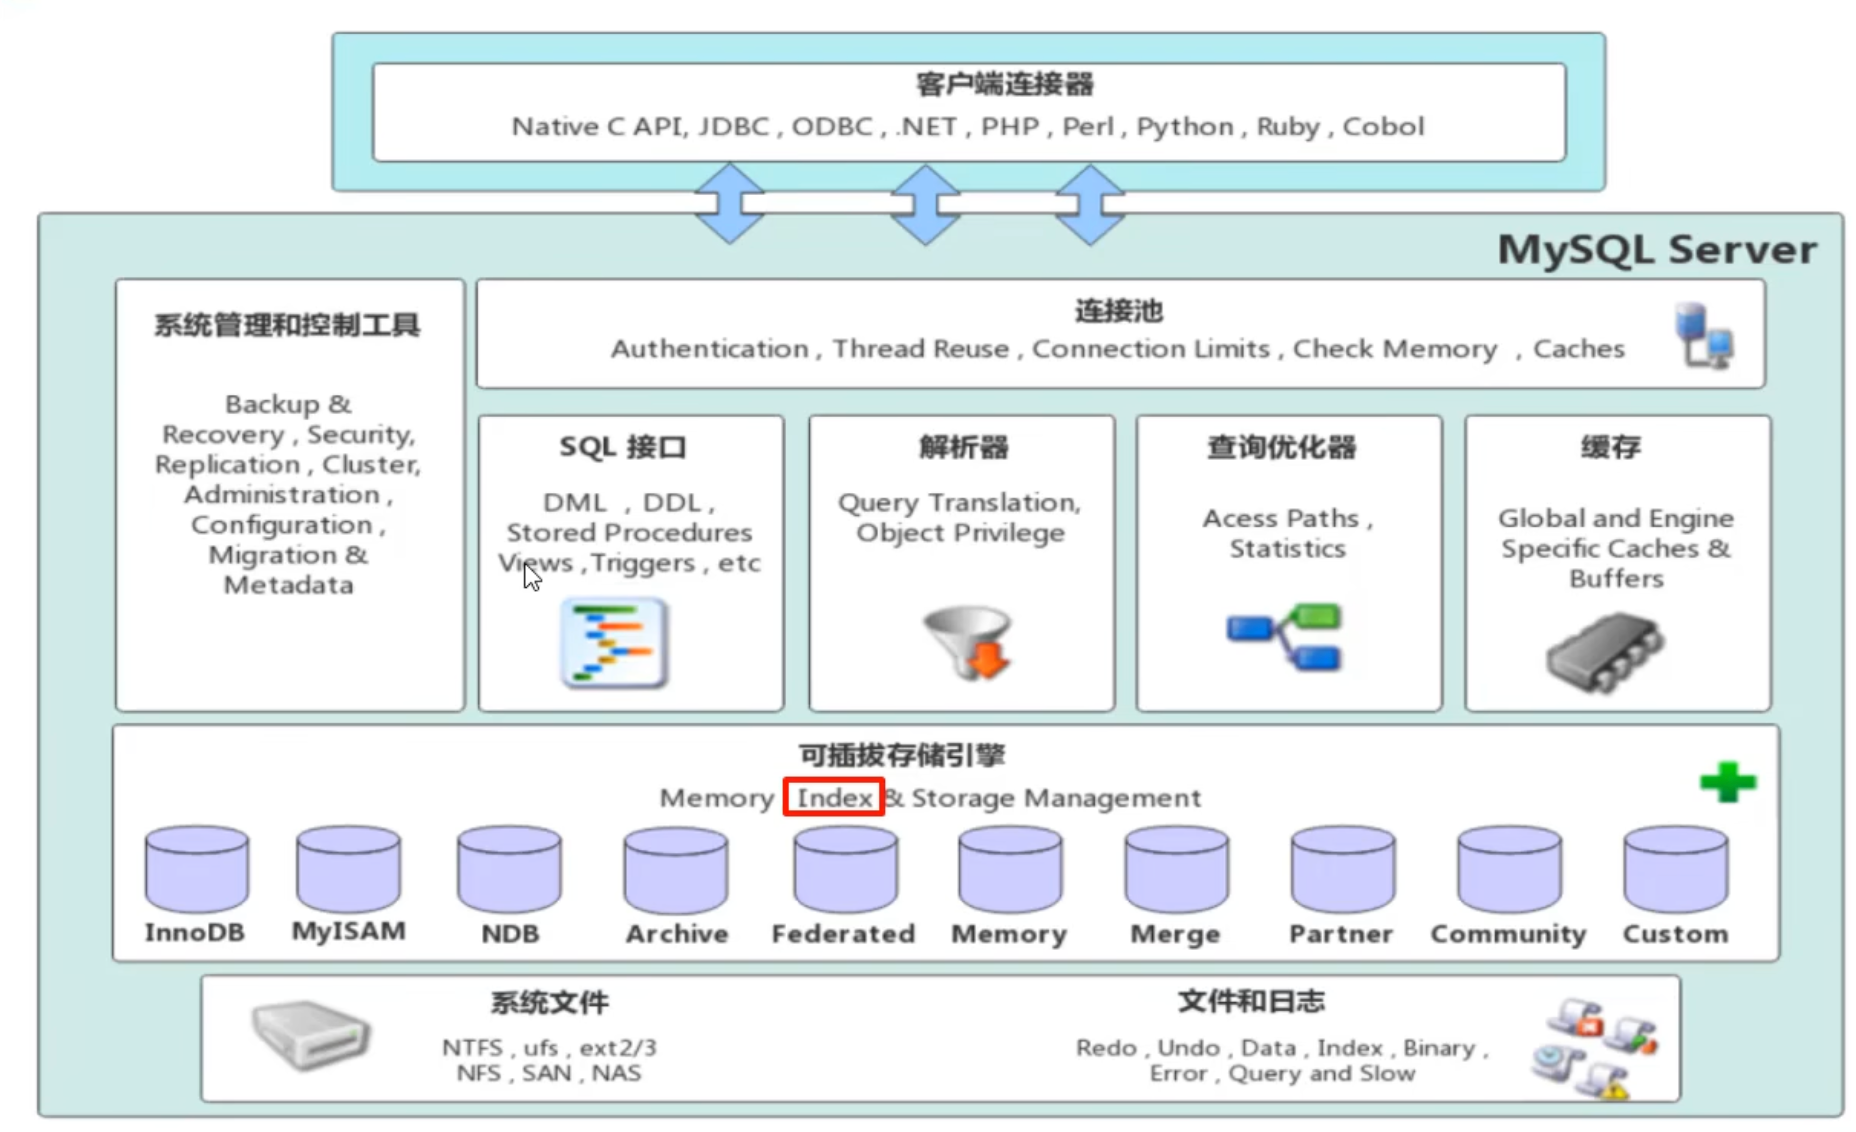 客户端连接器
Native C API, JDBC , ODBC , .NET , PHP , Perl , Python , Ruby , Cobol
MySQL Server
系统管理和控制工具
Backup &
Recovery , Security,
Replication , Cluster,
Administration ,
Configuration ,
Migration &
Metadata
连接池
Authentication , Thread Reuse , Connection Limits , Check Memory , Caches
SQL 接口
DML , DDL ,
Stored Procedures
Views , Triggers , etc
解析器
Query Translation,
Object Privilege
查询优化器
Acess Paths ,
Statistics
缓存
Global and Engine
Specific Caches &
Buffers
可插拔存储引擎
Memory Index & Storage Management
InnoDB
MyISAM
NDB
Archive
Federated
Memory
Merge
Partner
Community
Custom
系统文件
NTFS , ufs , ext2/3
NFS , SAN , NAS
文件和日志
Redo , Undo , Data , Index , Binary ,
Error , Query and Slow